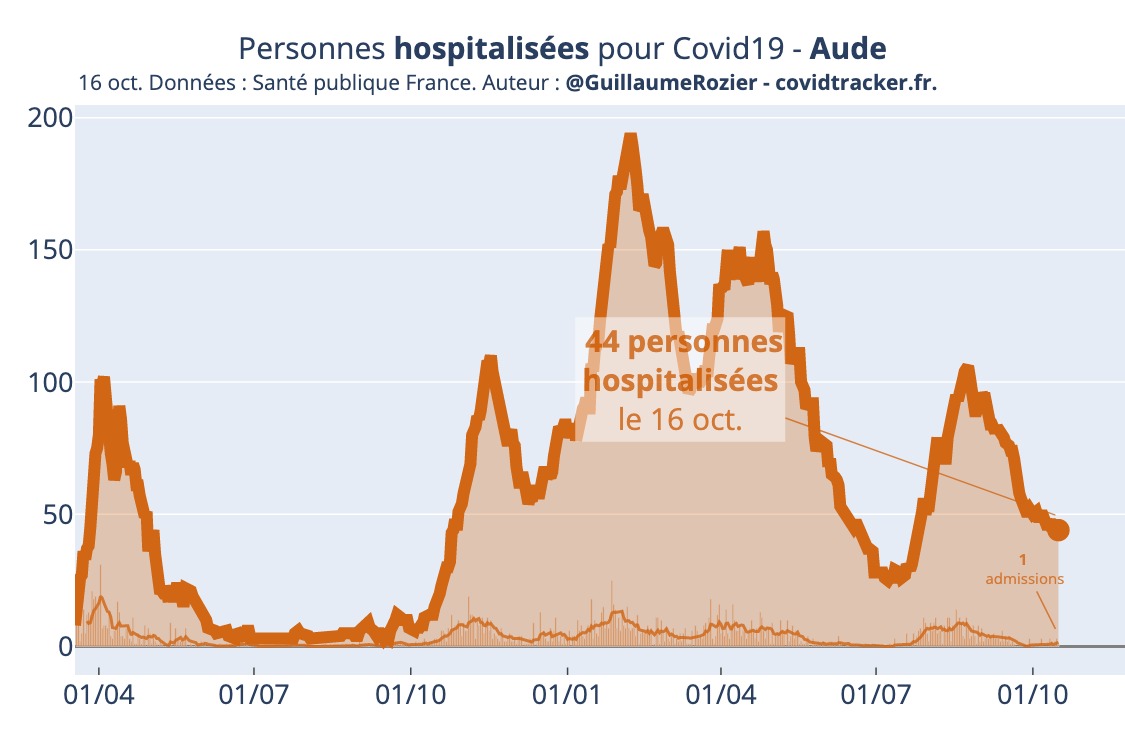 Personnes hospitalisées pour Covid19 - Aude
16 oct. Données : Santé publique France. Auteur : @GuillaumeRozier - covidtracker.fr.
200
150
100
50
0
44 personnes
hospitalisées
le 16 oct.
1
admissions
01/04 01/07 01/10 01/01 01/04 01/07 01/10